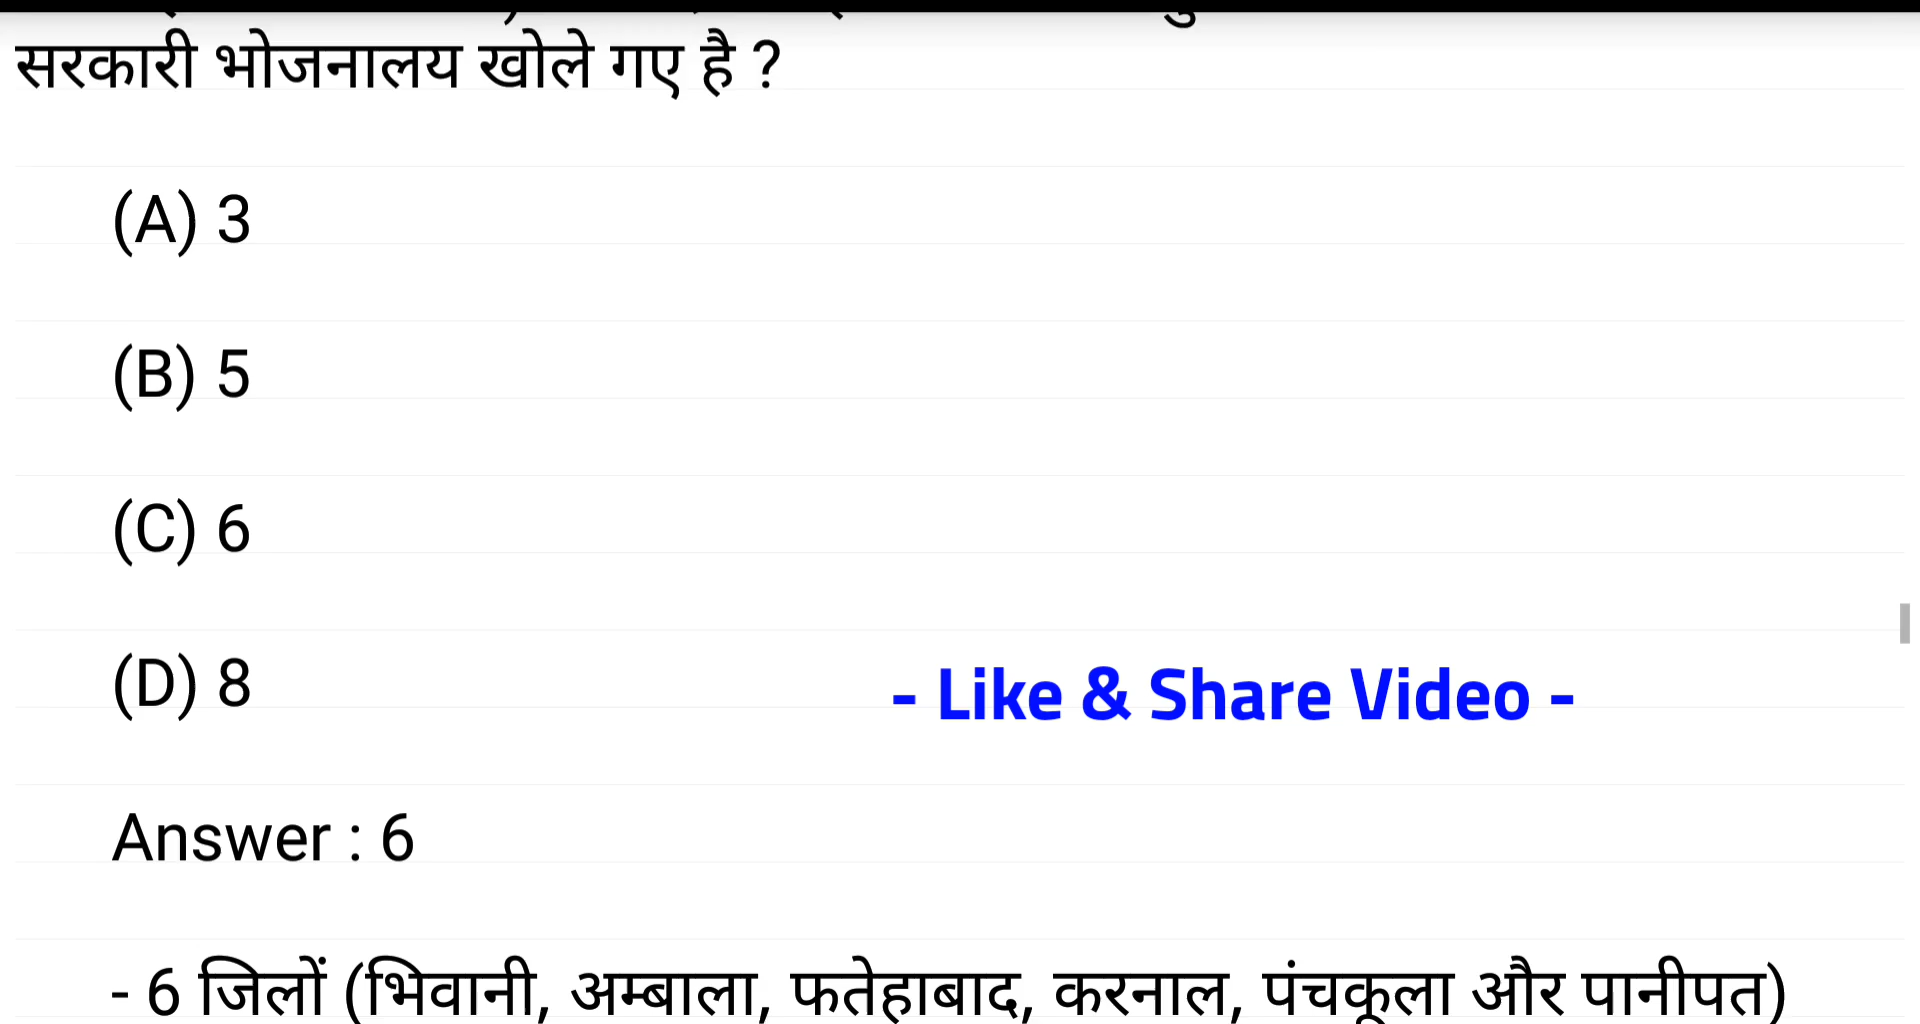 सरकारी भोजनालय खोले गए है ?
(A) 3
(B) 5
(C) 6
(D) 8
- Like & Share Video -
Answer : 6
- 6 जिलों (भिवानी, अम्बाला, फतेहाबाद, करनाल, पंचकूला और पानीपत)